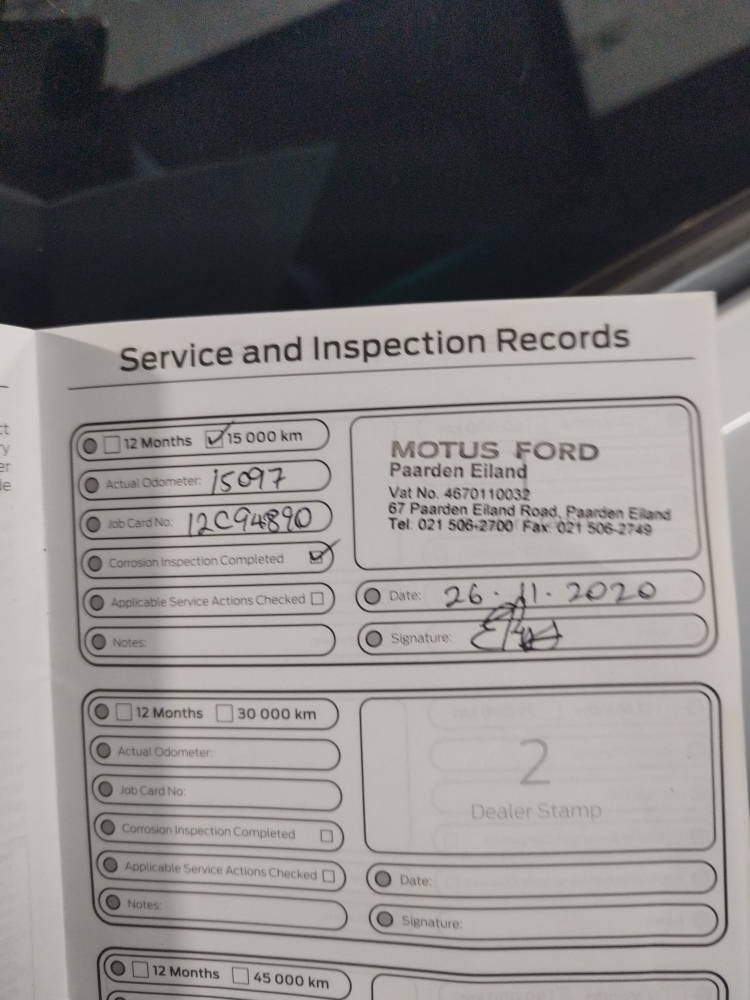 ct
y
er
le
Service and Inspection Records
12 Months 15 000 km
Actual Odometer: 15097
Job Card No: 12C94890
Corrosion Inspection Completed
Applicable Service Actions Checked
Notes:
MOTUS FORD
Paarden Eiland
Vat No. 4670110032
67 Paarden Eiland Road, Paarden Eiland
Tel: 021 506-2700 Fax: 021 506-2749
Date: 26.11.2020
Signature:
12 Months 30 000 km
Actual Odometer:
Job Card No:
Corrosion Inspection Completed
Applicable Service Actions Checked
Notes:
2
Dealer Stamp
Date:
Signature:
12 Months 45 000 km